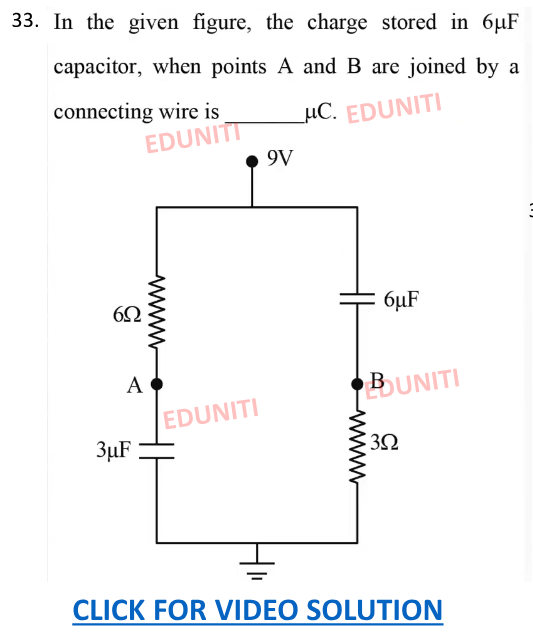 33. In the given figure, the charge stored in 6μF
capacitor, when points A and B are joined by a
connecting wire is ______μC. EDUNITI
EDUNITI
9V
6Ω
6μF
A
B
EDUNITI
EDUNITI
3μF
3Ω
CLICK FOR VIDEO SOLUTION